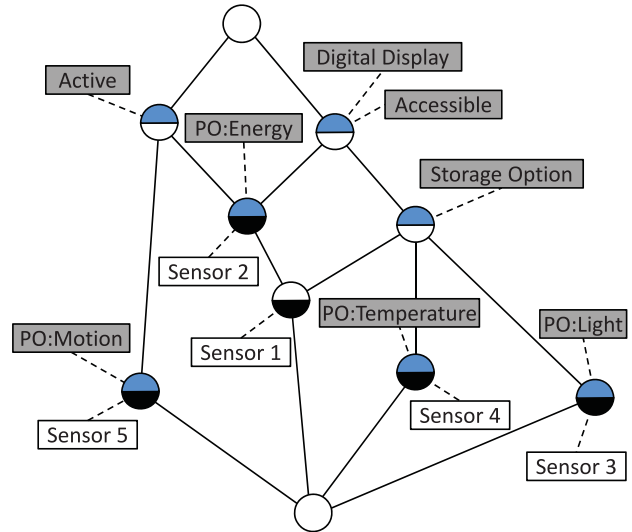 Digital Display
Active
Accessible
PO:Energy
Storage Option
Sensor 2
PO:Temperature
PO:Light
PO:Motion
Sensor 1
Sensor 4
Sensor 5
Sensor 3